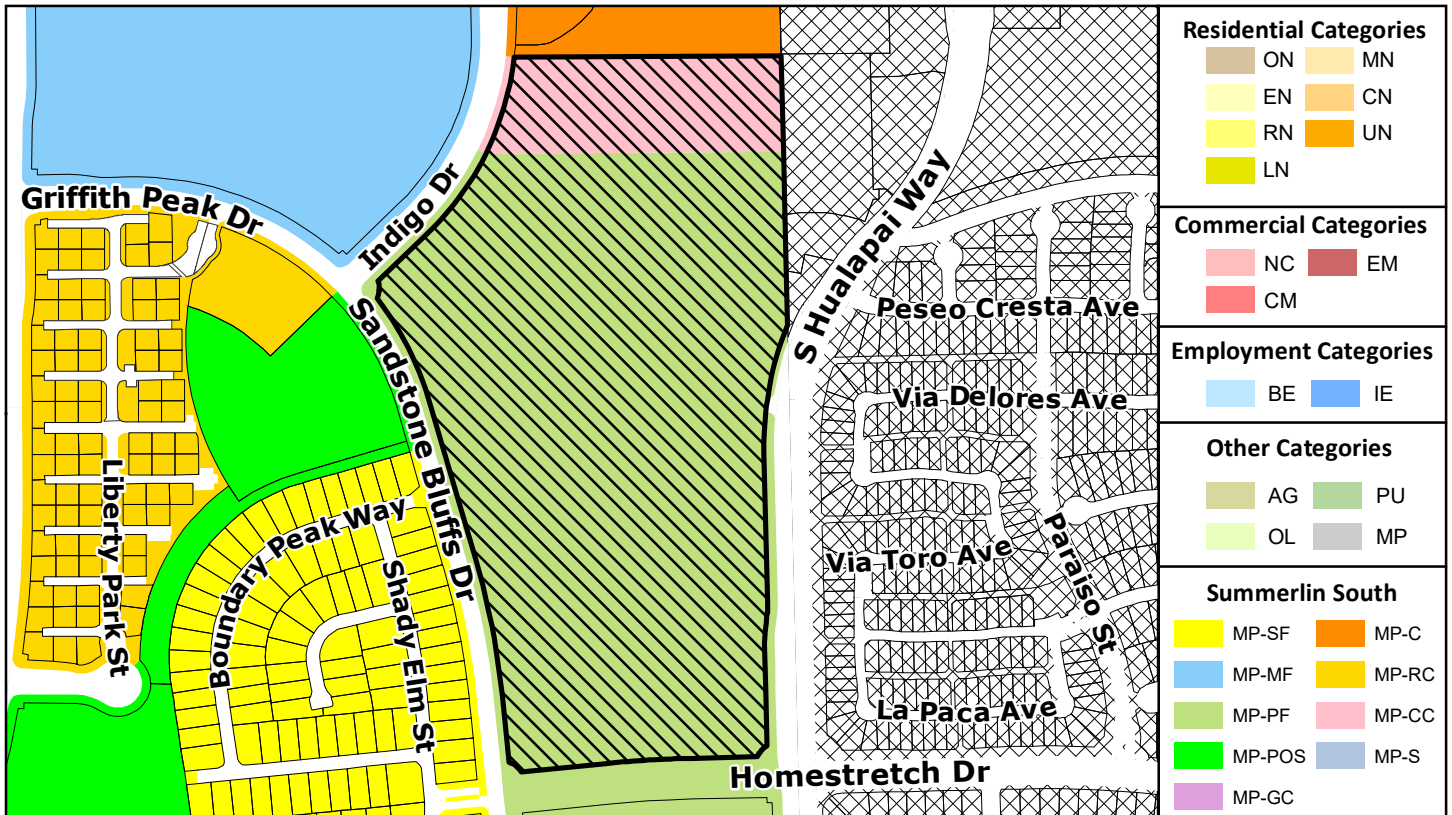 Griffith Peak Dr
Indigo Dr
S Hualapai Way
Peseo Cresta Ave
Sandstone Bluffs Dr
Via Delores Ave
Liberty Park St
Boundary Peak Way
Shady Elm St
Via Toro Ave
Paraiso St
La Paca Ave
Homestretch Dr
Residential Categories
ON MN
EN CN
RN UN
LN
Commercial Categories
NC EM
CM
Employment Categories
BE IE
Other Categories
AG PU
OL MP
Summerlin South
MP-SF MP-C
MP-MF MP-RC
MP-PF MP-CC
MP-POS MP-S
MP-GC